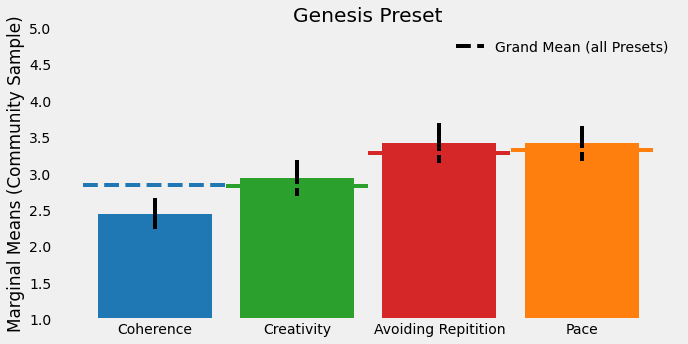 Genesis Preset
Marginal Means (Community Sample)
5.0
4.5
4.0
3.5
3.0
2.5
2.0
1.5
1.0
Grand Mean (all Presets)
Coherence Creativity Avoiding Repitition Pace